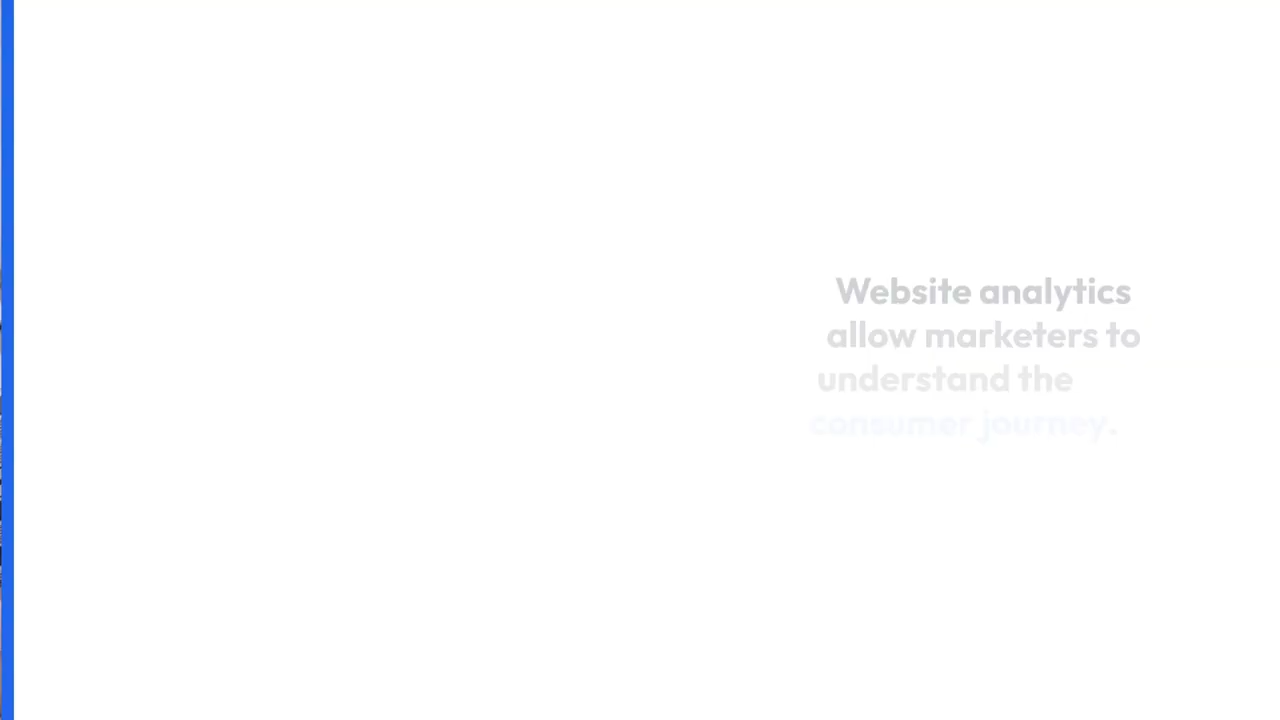 Website analytics
allow marketers to
understand the
consumer journey.